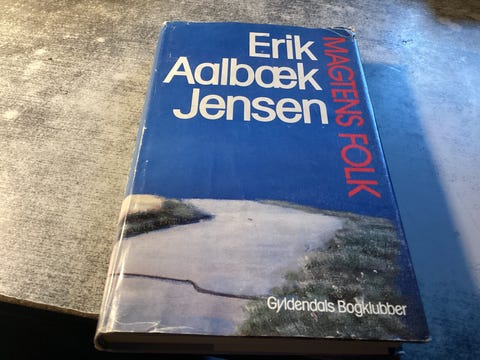 Erik
Aalbæk
Jensen
MAGTENS FOLK
Gyldendals Bogklubber